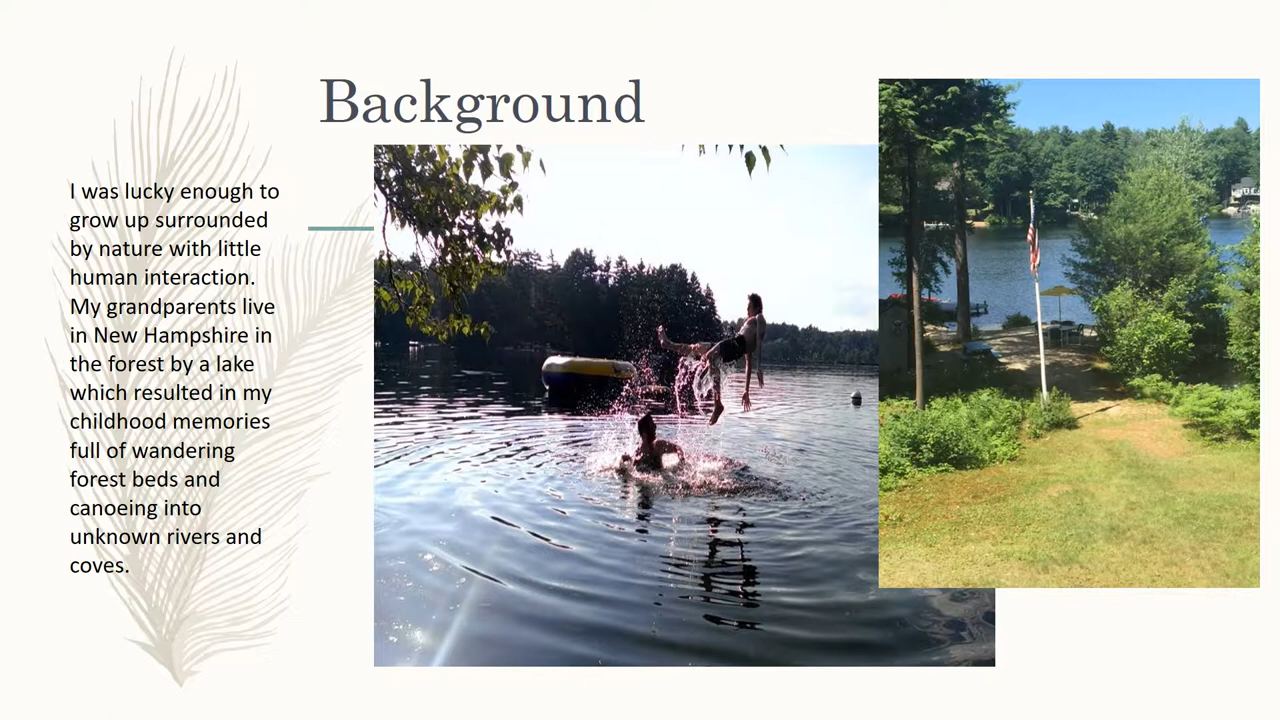 Background
I was lucky enough to
grow up surrounded
by nature with little
human interaction.
My grandparents live
in New Hampshire in
the forest by a lake
which resulted in my
childhood memories
full of wandering
forest beds and
canoeing into
unknown rivers and
coves.